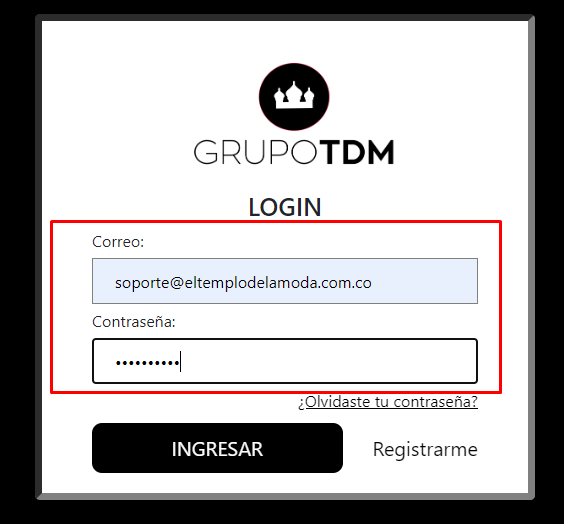 GRUPOTDM
LOGIN
Correo:
soporte@eltemplodelamoda.com.co
Contraseña:
••••••••••
¿Olvidaste tu contraseña?
INGRESAR Registrarme